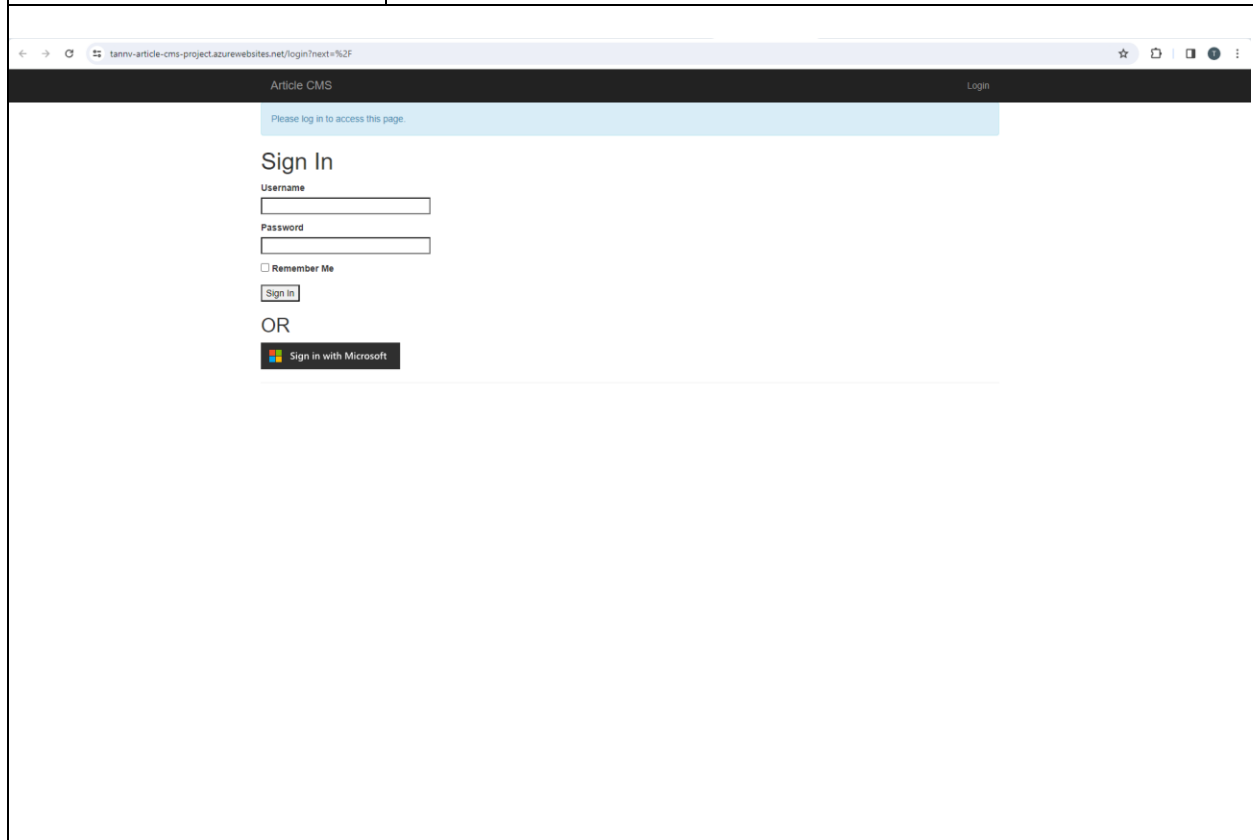 tannv-article-cms-project.azurewebsites.net/login?next=%2F
T
Article CMS
Login
Please log in to access this page.
Sign In
Username
Password
Remember Me
Sign In
OR
Sign in with Microsoft